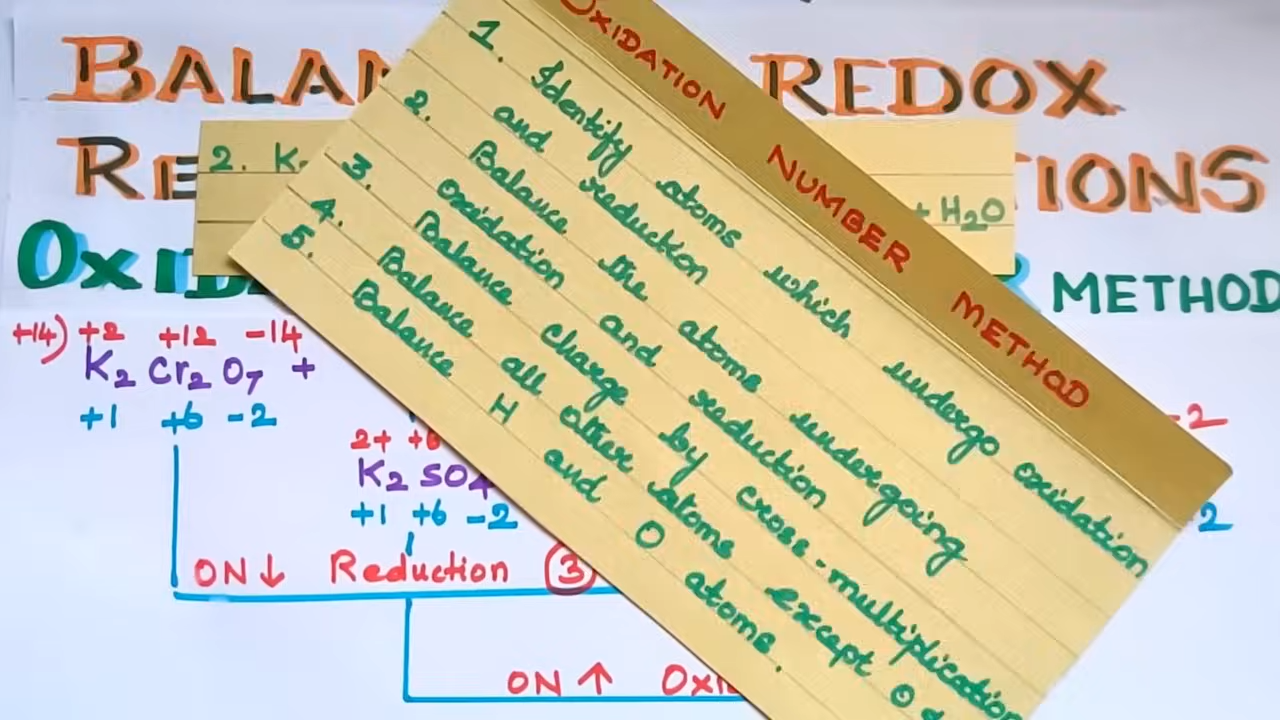 BALAN REDOX
RE IONS
OXID METHOD
2. K
+ H2O
+14) +2 +12 -14
K2 Cr2 O7 +
+1 +6 -2
2+ +6
K2 SO4
+1 +6 -2
-2
2
ON↓ Reduction 3
ON↑ Oxi
OXIDATION NUMBER METHOD
1. Identify atoms which undergo oxidation
and reduction
2. Balance the atoms undergoing
oxidation and reduction
3. Balance charge by cross-multiplication
4. Balance all other atoms except O &
5. Balance H and O atoms.